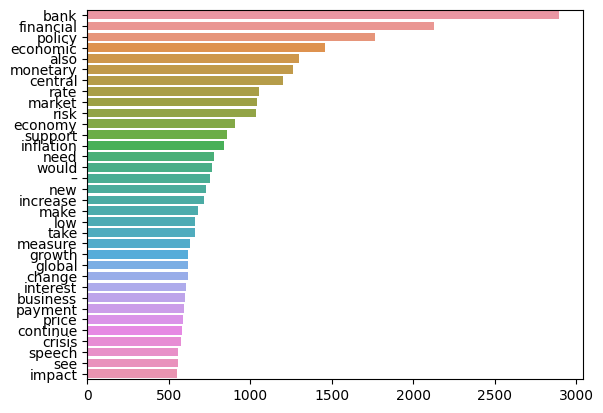 bank
financial
policy
economic
also
monetary
central
rate
market
risk
economy
support
inflation
need
would
–
new
increase
make
low
take
measure
growth
global
change
interest
business
payment
price
continue
crisis
speech
see
impact
0 500 1000 1500 2000 2500 3000